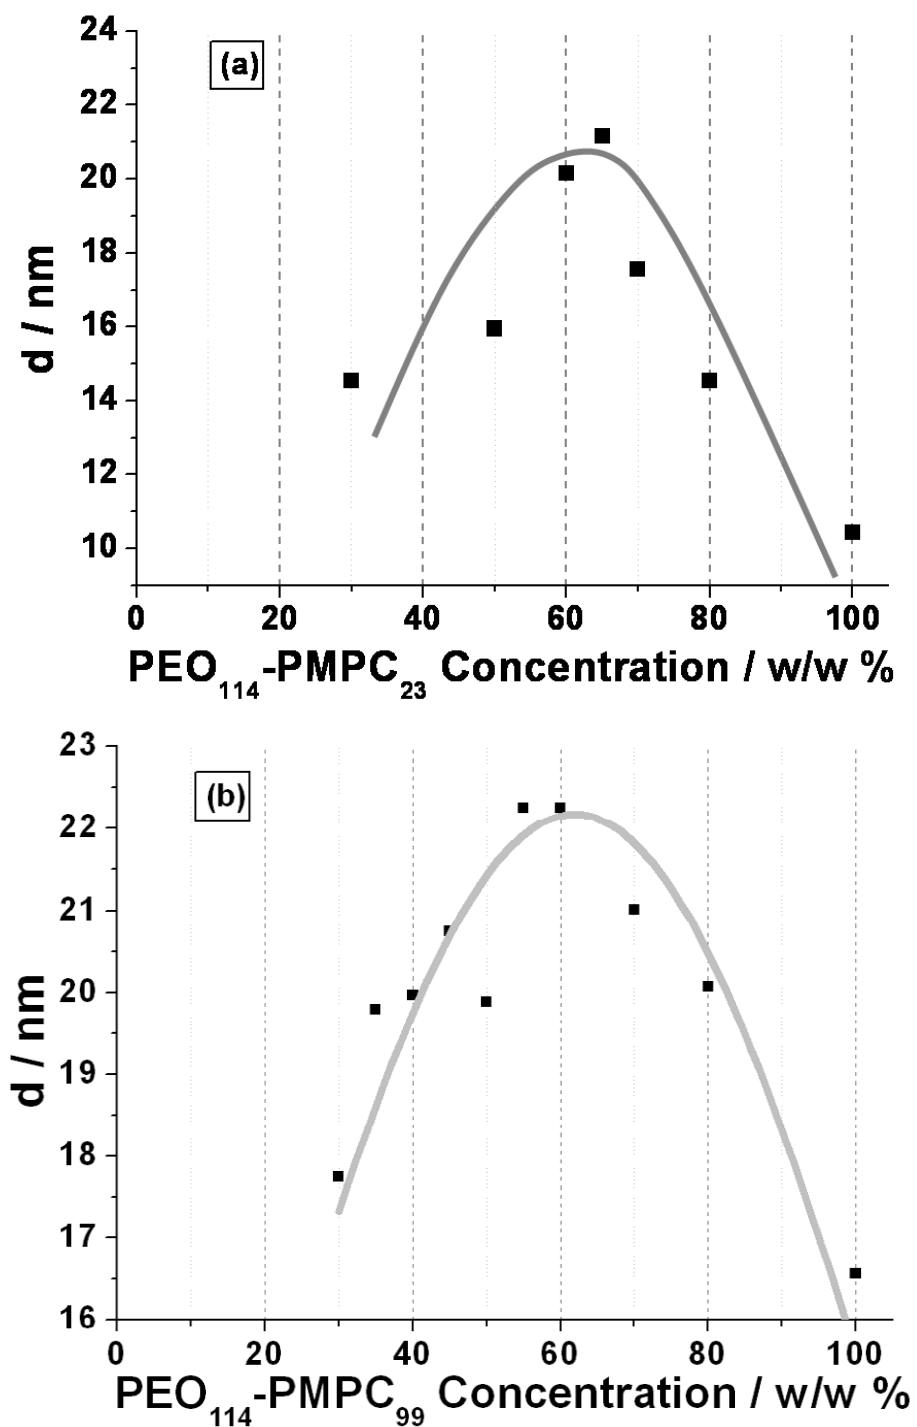 (a)
24
22
20
18
16
14
12
10
d / nm
0 20 40 60 80 100
PEO₁₁₄-PMPC₂₃ Concentration / w/w %
(b)
23
22
21
20
19
18
17
16
d / nm
0 20 40 60 80 100
PEO₁₁₄-PMPC₉₉ Concentration / w/w %